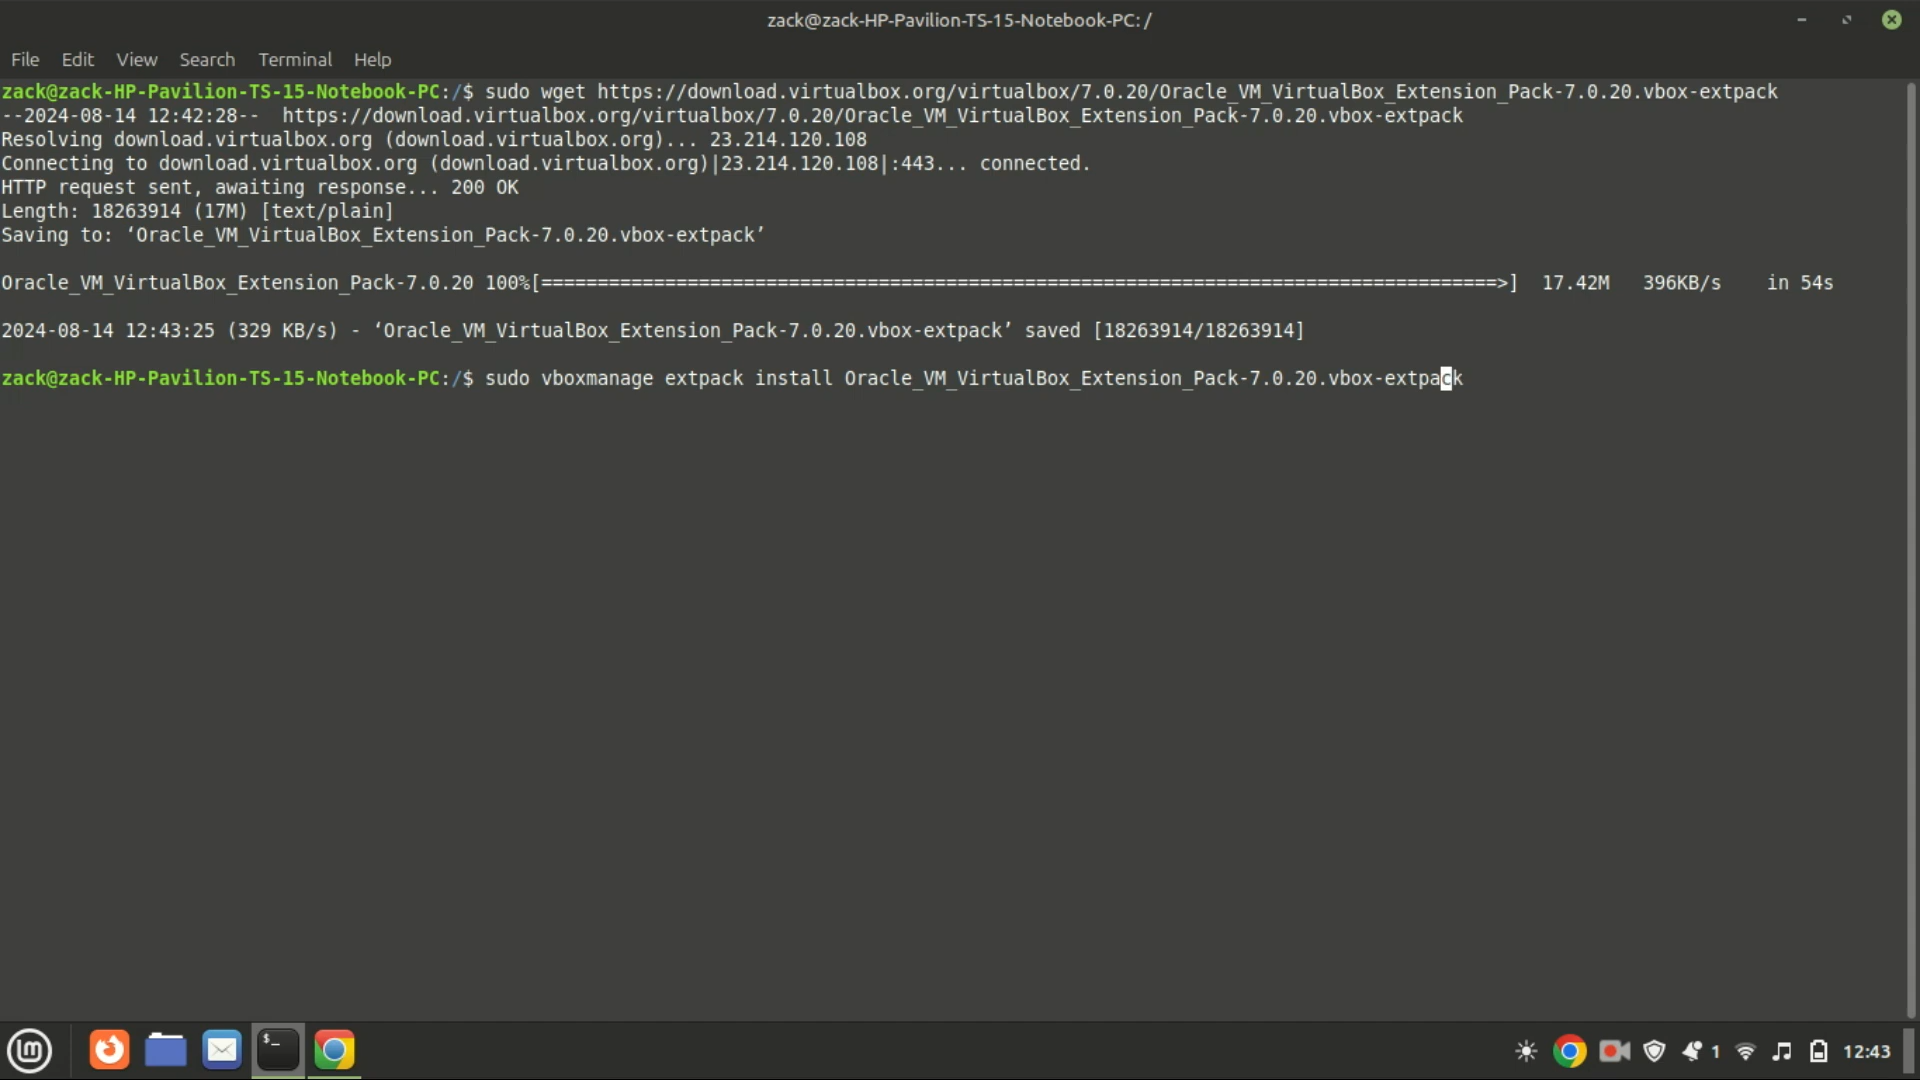 zack@zack-HP-Pavilion-TS-15-Notebook-PC: /
File Edit View Search Terminal Help
zack@zack-HP-Pavilion-TS-15-Notebook-PC:/$ sudo wget https://download.virtualbox.org/virtualbox/7.0.20/Oracle_VM_VirtualBox_Extension_Pack-7.0.20.vbox-extpack
--2024-08-14 12:42:28--  https://download.virtualbox.org/virtualbox/7.0.20/Oracle_VM_VirtualBox_Extension_Pack-7.0.20.vbox-extpack
Resolving download.virtualbox.org (download.virtualbox.org)... 23.214.120.108
Connecting to download.virtualbox.org (download.virtualbox.org)|23.214.120.108|:443... connected.
HTTP request sent, awaiting response... 200 OK
Length: 18263914 (17M) [text/plain]
Saving to: ‘Oracle_VM_VirtualBox_Extension_Pack-7.0.20.vbox-extpack’
Oracle_VM_VirtualBox_Extension_Pack-7.0.20 100%[=====================================================================================>]  17.42M   396KB/s    in 54s
2024-08-14 12:43:25 (329 KB/s) - ‘Oracle_VM_VirtualBox_Extension_Pack-7.0.20.vbox-extpack’ saved [18263914/18263914]
zack@zack-HP-Pavilion-TS-15-Notebook-PC:/$ sudo vboxmanage extpack install Oracle_VM_VirtualBox_Extension_Pack-7.0.20.vbox-extpack
$_
1 12:43